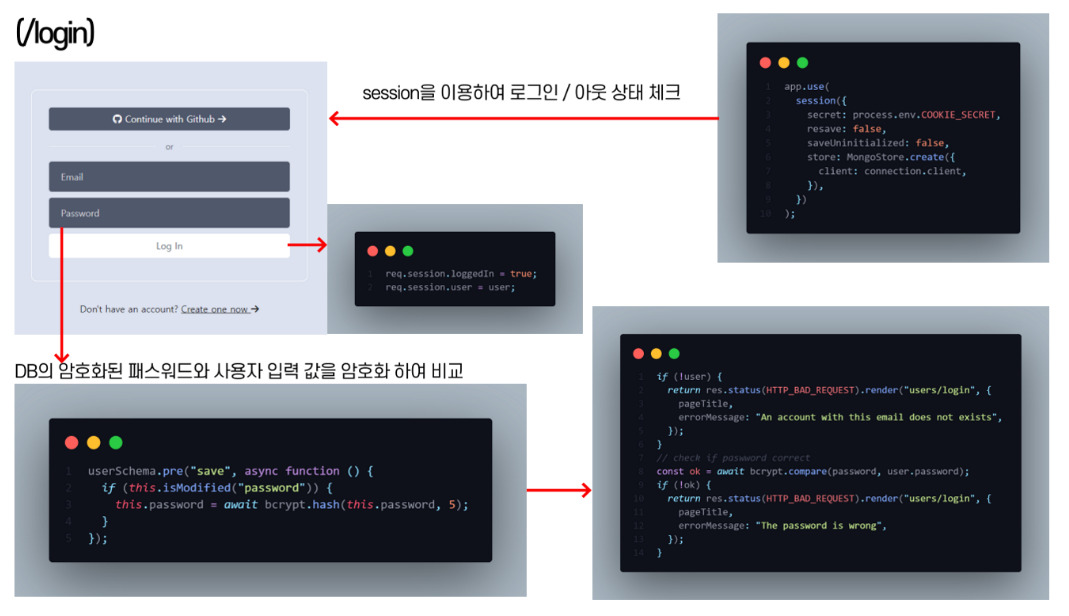 (/login)
Continue with Github →
or
Email
Password
Log In
Don't have an account? Create one now →
session을 이용하여 로그인 / 아웃 상태 체크
1 app.use(
2 session({
3 secret: process.env.COOKIE_SECRET,
4 resave: false,
5 saveUninitialized: false,
6 store: MongoStore.create({
7 client: connection.client,
8 }),
9 })
10 );
1 req.session.loggedIn = true;
2 req.session.user = user;
DB의 암호화된 패스워드와 사용자 입력 값을 암호화 하여 비교
1 userSchema.pre("save", async function () {
2 if (this.isModified("password")) {
3 this.password = await bcrypt.hash(this.password, 5);
4 }
5 });
1 if (!user) {
2 return res.status(HTTP_BAD_REQUEST).render("users/login", {
3 pageTitle,
4 errorMessage: "An account with this email does not exists",
5 });
6 }
7 // check if paswword correct
8 const ok = await bcrypt.compare(password, user.password);
9 if (!ok) {
10 return res.status(HTTP_BAD_REQUEST).render("users/login", {
11 pageTitle,
12 errorMessage: "The password is wrong",
13 });
14 }